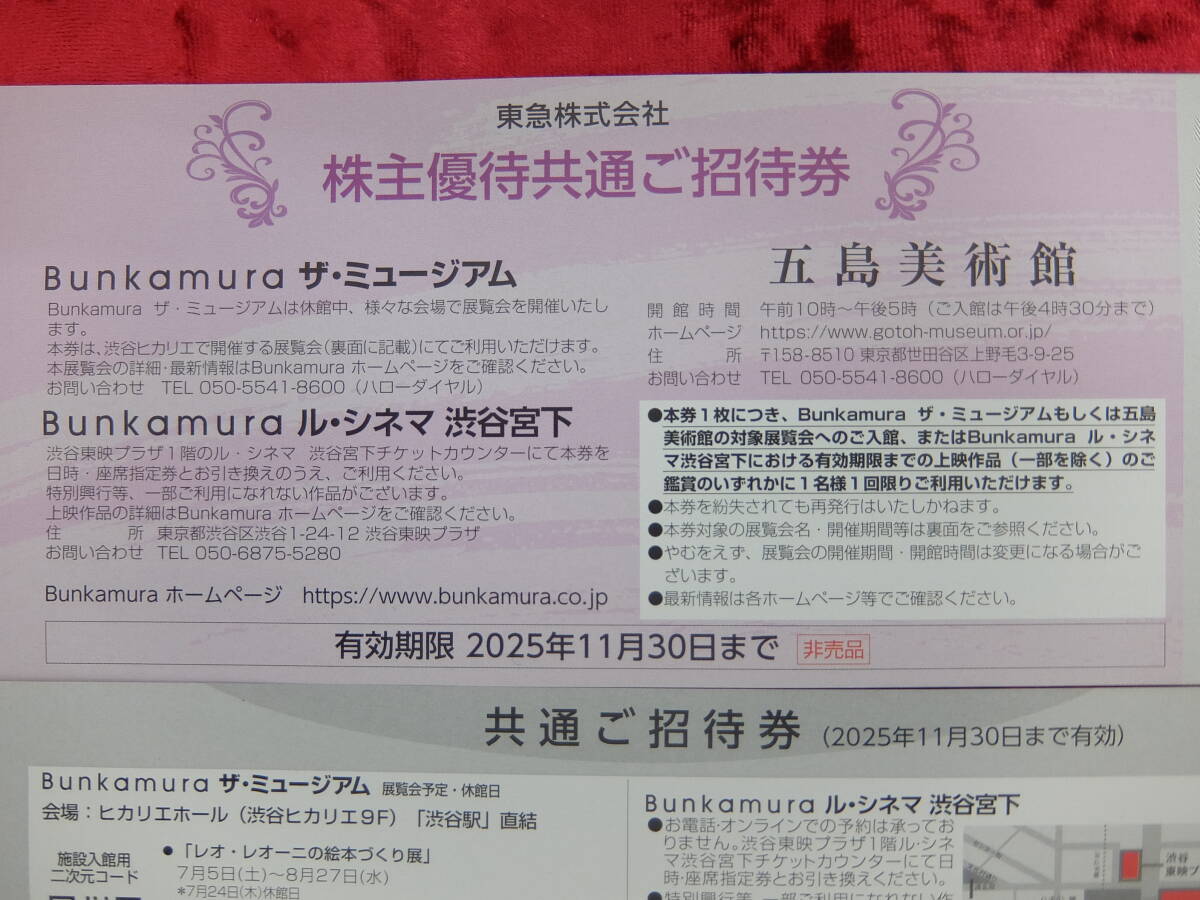 東急株式会社
株主優待共通ご招待券
Bunkamura ザ・ミュージアム
Bunkamura ザ・ミュージアムは休館中、様々な会場で展覧会を開催いたし
ます。
本券は、渋谷ヒカリエで開催する展覧会（裏面に記載）にてご利用いただけます。
本展覧会の詳細・最新情報はBunkamura ホームページをご確認ください。
お問い合わせ TEL 050-5541-8600（ハローダイヤル）
Bunkamura ル・シネマ 渋谷宮下
渋谷東映プラザ1階のル・シネマ 渋谷宮下チケットカウンターにて本券を
日時・座席指定券とお引き換えのうえ、ご利用ください。
特別興行等、一部ご利用になれない作品がございます。
上映作品の詳細はBunkamura ホームページをご確認ください。
住 所 東京都渋谷区渋谷1-24-12 渋谷東映プラザ
お問い合わせ TEL 050-6875-5280
Bunkamura ホームページ https://www.bunkamura.co.jp
五島美術館
開館時間 午前10時～午後5時（ご入館は午後4時30分まで）
ホームページ https://www.gotoh-museum.or.jp/
住 所 〒158-8510 東京都世田谷区上野毛3-9-25
お問い合わせ TEL 050-5541-8600（ハローダイヤル）
●本券1枚につき、Bunkamura ザ・ミュージアムもしくは五島
美術館の対象展覧会へのご入館、またはBunkamura ル・シネ
マ渋谷宮下における有効期限までの上映作品（一部を除く）のご
鑑賞のいずれかに1名様1回限りご利用いただけます。
●本券を紛失されても再発行はいたしかねます。
●本券対象の展覧会名・開催期間等は裏面をご参照ください。
●やむをえず、展覧会の開催期間・開館時間は変更になる場合がご
ざいます。
●最新情報は各ホームページ等でご確認ください。
有効期限 2025年11月30日まで 非売品
共通ご招待券（2025年11月30日まで有効）
Bunkamura ザ・ミュージアム 展覧会予定・休館日
会場：ヒカリエホール（渋谷ヒカリエ9F）「渋谷駅」直結
施設入館用
二次元コード
●「レオ・レオーニの絵本づくり展」
7月5日(土)～8月27日(水)
*7月24日(木)休館日
Bunkamura ル・シネマ 渋谷宮下
●お電話・オンラインでの予約は承ってお
りません。渋谷東映プラザ1階ル・シネ
マ渋谷宮下チケットカウンターにて日
時・座席指定券とお引き換えください。
●特別興行等、一部ご利用になれない作
渋谷
東映プ